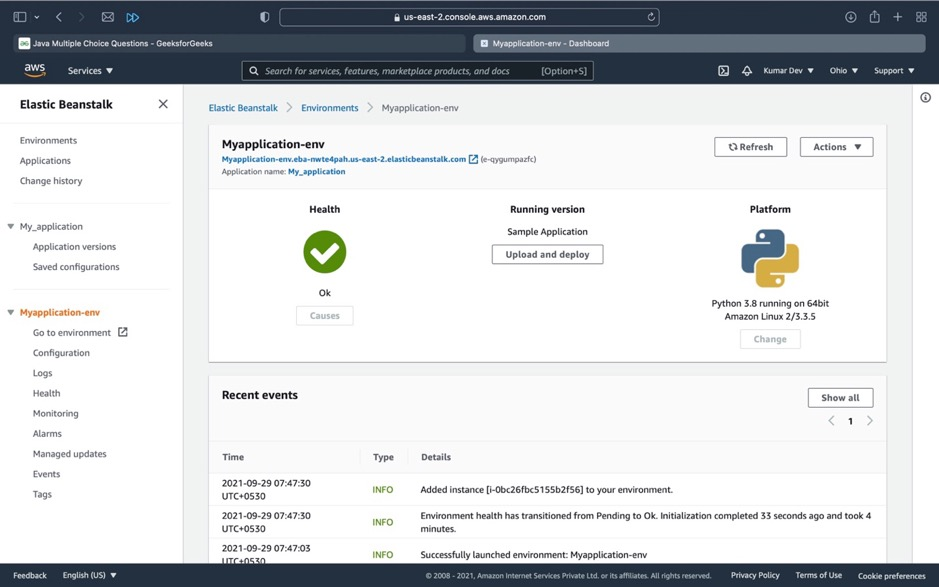 us-east-2.console.aws.amazon.com
Java Multiple Choice Questions - GeeksforGeeks
Myapplication-env - Dashboard
aws
Services ▼
Search for services, features, marketplace products, and docs [Option+S]
Kumar Dev ▼
Ohio ▼
Support ▼
Elastic Beanstalk
Environments
Applications
Change history
My_application
Application versions
Saved configurations
Myapplication-env
Go to environment
Configuration
Logs
Health
Monitoring
Alarms
Managed updates
Events
Tags
Elastic Beanstalk > Environments > Myapplication-env
Myapplication-env
Myapplication-env.eba-nwte4pah.us-east-2.elasticbeanstalk.com (e-qygumpazfc)
Application name: My_application
Refresh
Actions ▼
Health
Ok
Causes
Running version
Sample Application
Upload and deploy
Platform
Python 3.8 running on 64bit
Amazon Linux 2/3.3.5
Change
Recent events
Show all
< 1 >
Time Type Details
2021-09-29 07:47:30
UTC+0530
INFO
Added instance [i-0bc26fbc5155b2f56] to your environment.
2021-09-29 07:47:30
UTC+0530
INFO
Environment health has transitioned from Pending to Ok. Initialization completed 33 seconds ago and took 4
minutes.
2021-09-29 07:47:03
UTC+0530
INFO
Successfully launched environment: Myapplication-env
Feedback
English (US) ▼
© 2008 - 2021, Amazon Internet Services Private Ltd. or its affiliates. All rights reserved.
Privacy Policy
Terms of Use
Cookie preferences